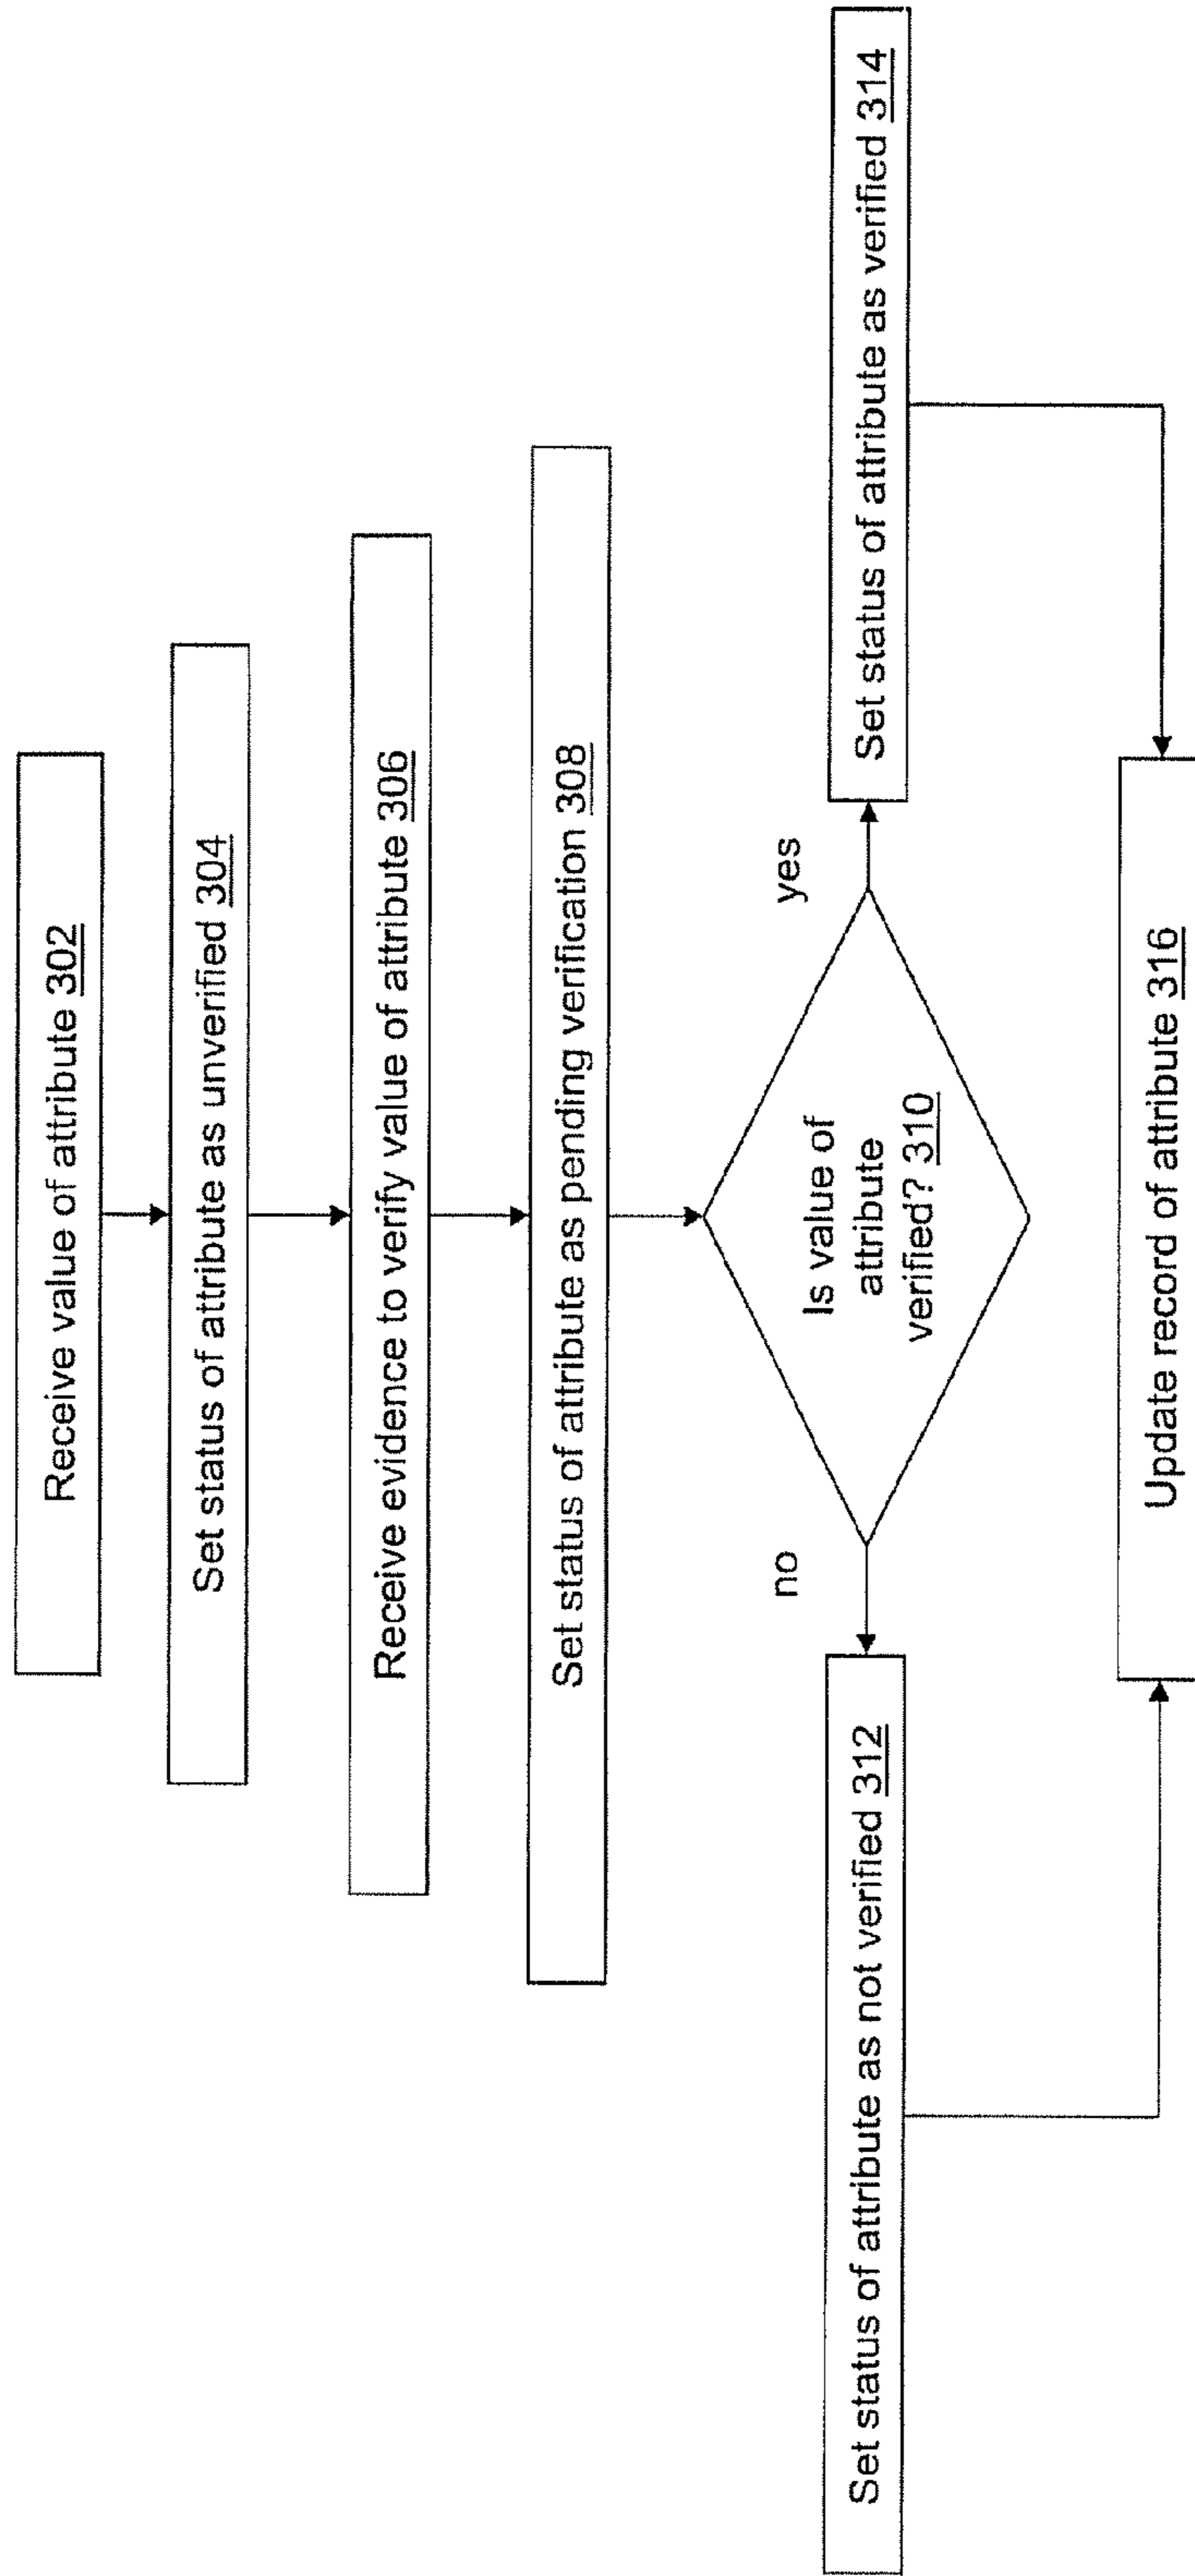 Receive value of attribute 302
Set status of attribute as unverified 304
Receive evidence to verify value of attribute 306
Set status of attribute as pending verification 308
Is value of
attribute
verified? 310
no
yes
Set status of attribute as not verified 312
Set status of attribute as verified 314
Update record of attribute 316